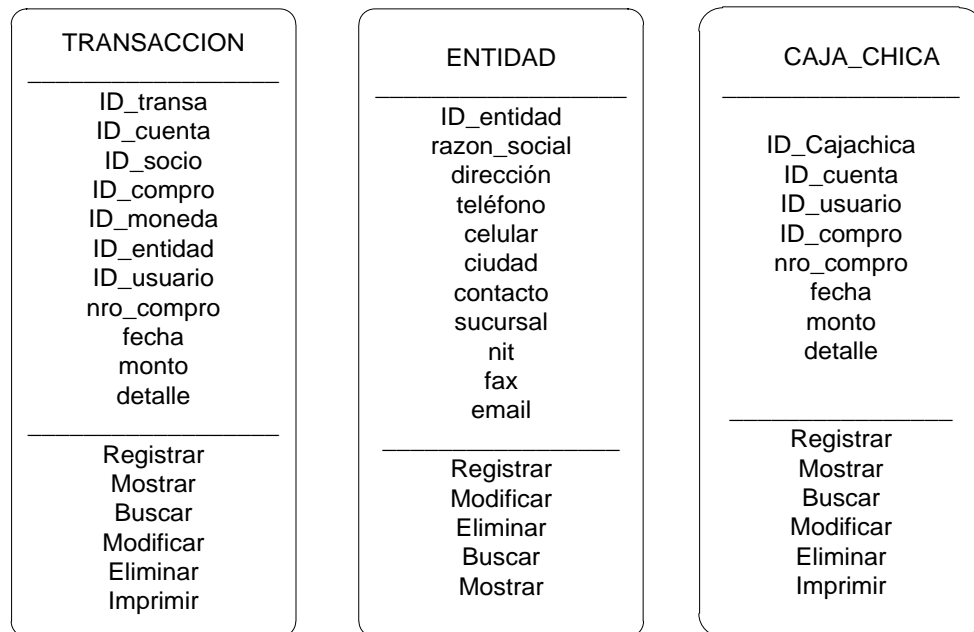 TRANSACCION
ID_transa
ID_cuenta
ID_socio
ID_compro
ID_moneda
ID_entidad
ID_usuario
nro_compro
fecha
monto
detalle
Registrar
Mostrar
Buscar
Modificar
Eliminar
Imprimir
ENTIDAD
ID_entidad
razon_social
dirección
teléfono
celular
ciudad
contacto
sucursal
nit
fax
email
Registrar
Modificar
Eliminar
Buscar
Mostrar
CAJA_CHICA
ID_Cajachica
ID_cuenta
ID_usuario
ID_compro
nro_compro
fecha
monto
detalle
Registrar
Mostrar
Buscar
Modificar
Eliminar
Imprimir